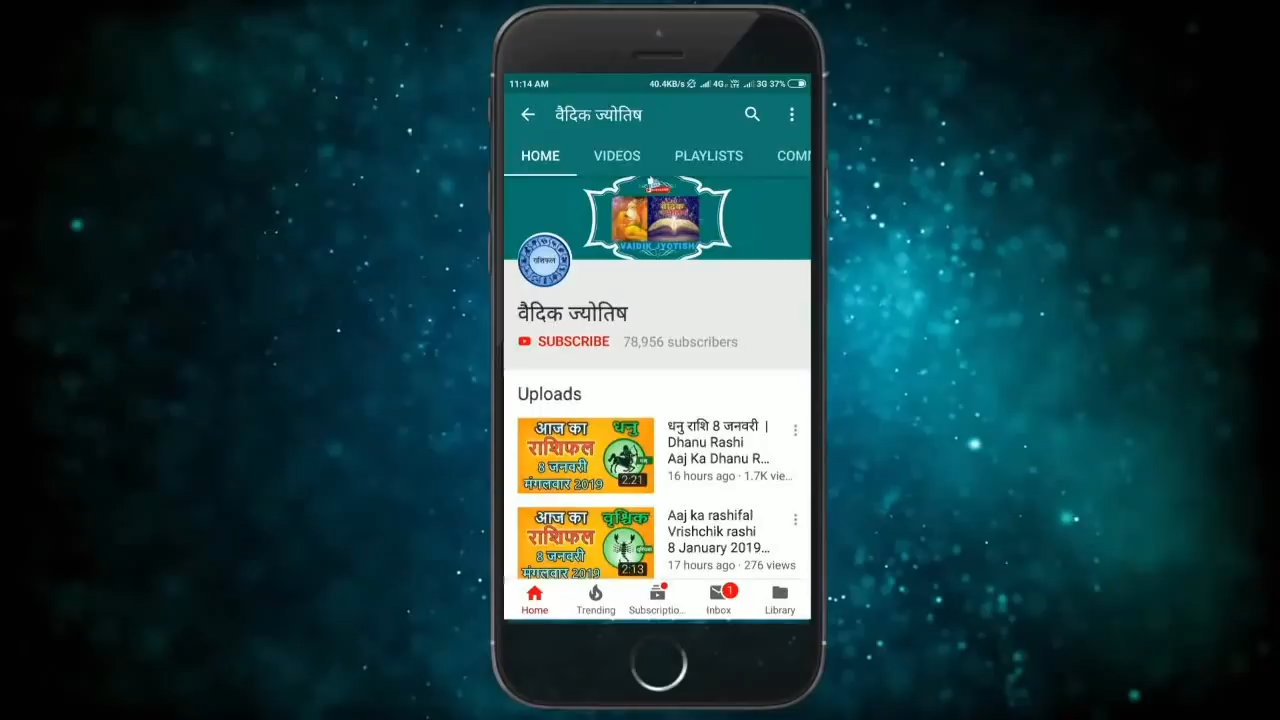 11:14 AM
40.4KB/s 4G 3G 37%
वैदिक ज्योतिष
HOME VIDEOS PLAYLISTS COM
वैदिक
VAIDIK JYOTISH
राशिफल
वैदिक ज्योतिष
SUBSCRIBE 78,956 subscribers
Uploads
आज का धनु
राशिफल
8 जनवरी
मंगलवार 2019
2:21
धनु राशि 8 जनवरी |
Dhanu Rashi
Aaj Ka Dhanu R...
16 hours ago · 1.7K vie...
आज का वृश्चिक
राशिफल
8 जनवरी
मंगलवार 2019
2:13
Aaj ka rashifal
Vrishchik rashi
8 January 2019...
17 hours ago · 276 views
1
Home Trending Subscriptio... Inbox Library